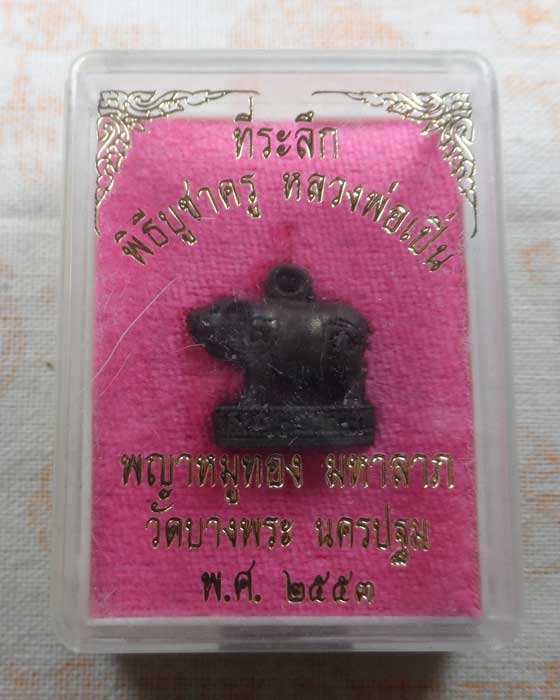 ที่ระลึก
พิธีบูชาครู หลวงพ่อเปิ่น
พญาหมูทอง มหาลาภ
วัดบางพระ นครปฐม
พ.ศ. ๒๕๕๓